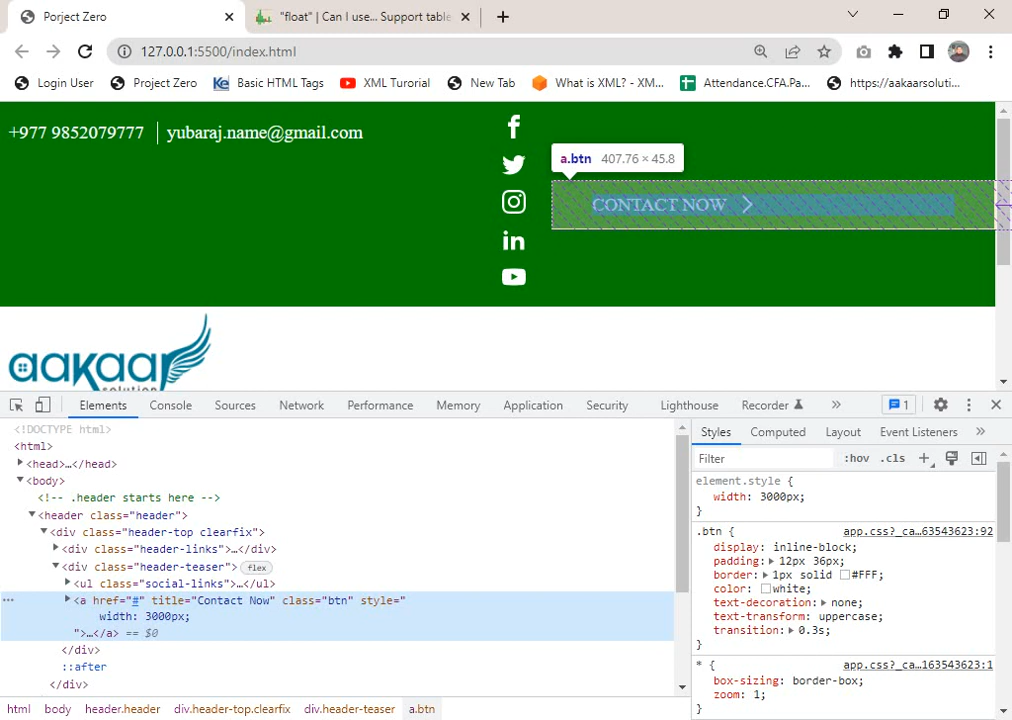 Porject Zero
"float" | Can I use... Support table
127.0.0.1:5500/index.html
Login User
Project Zero
Basic HTML Tags
XML Turorial
New Tab
What is XML? - XM...
Attendance.CFA.Pa...
https://aakaarsoluti...
+977 9852079777
yubaraj.name@gmail.com
a.btn 407.76 × 45.8
CONTACT NOW
aakaar
solution
Elements
Console
Sources
Network
Performance
Memory
Application
Security
Lighthouse
Recorder
1
<!DOCTYPE html>
<html>
<head>…</head>
<body>
<!-- .header starts here -->
<header class="header">
<div class="header-top clearfix">
<div class="header-links">…</div>
<div class="header-teaser"> flex
<ul class="social-links">…</ul>
<a href="#" title="Contact Now" class="btn" style="
width: 3000px;
">…</a> == $0
</div>
::after
</div>
html
body
header.header
div.header-top.clearfix
div.header-teaser
a.btn
Styles
Computed
Layout
Event Listeners
Filter
:hov
.cls
element.style {
width: 3000px;
}
.btn { app.css?_ca…63543623:92
display: inline-block;
padding: 12px 36px;
border: 1px solid #FFF;
color: white;
text-decoration: none;
text-transform: uppercase;
transition: 0.3s;
}
* { app.css?_ca…163543623:1
box-sizing: border-box;
zoom: 1;
}